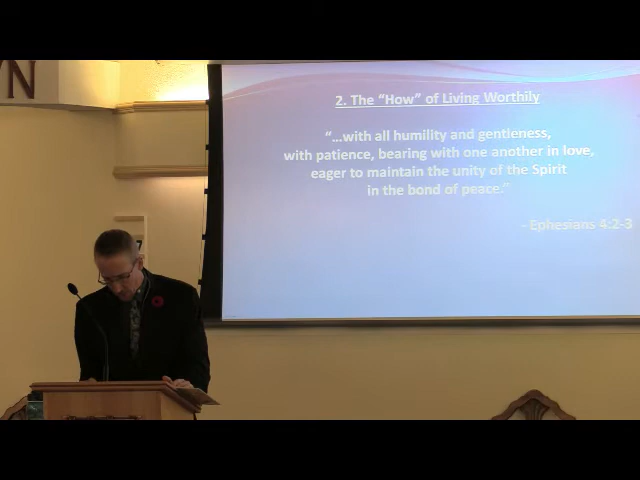 WN
2. The “How” of Living Worthily
“…with all humility and gentleness,
with patience, bearing with one another in love,
eager to maintain the unity of the Spirit
in the bond of peace.”
- Ephesians 4:2-3